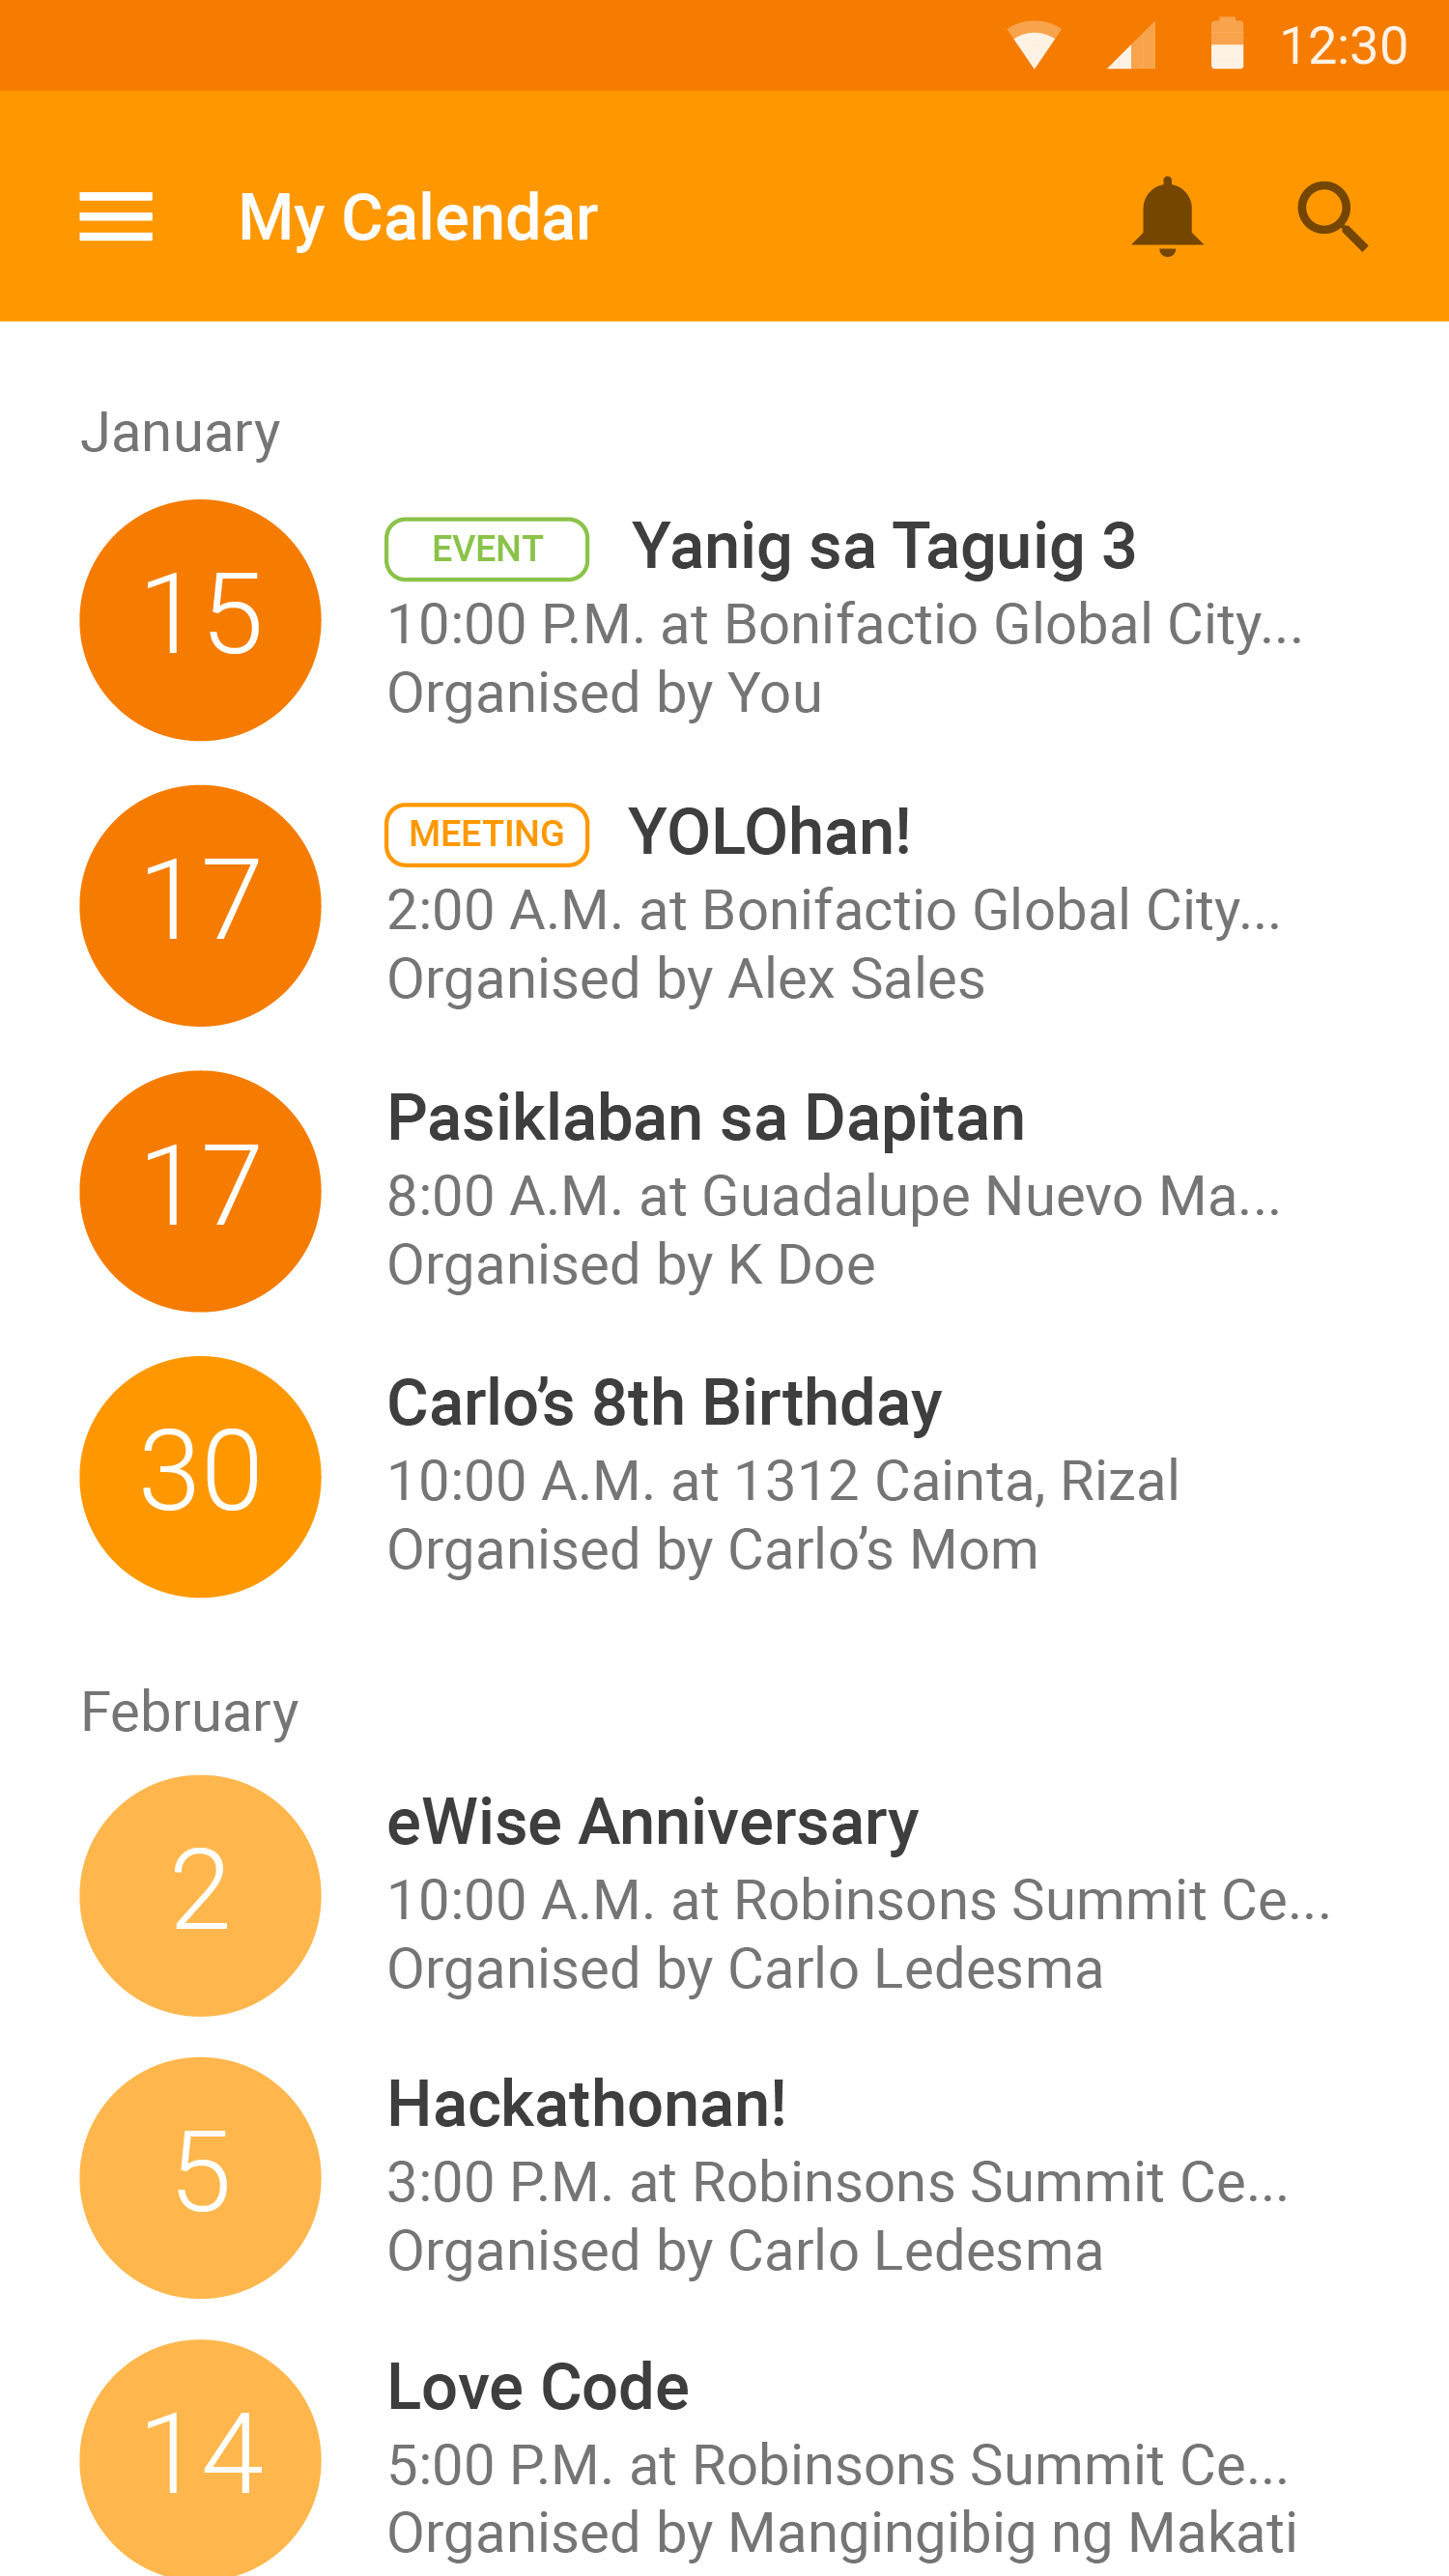 12:30
My Calendar
January
15
EVENT Yanig sa Taguig 3
10:00 P.M. at Bonifactio Global City...
Organised by You
17
MEETING YOLOhan!
2:00 A.M. at Bonifactio Global City...
Organised by Alex Sales
17
Pasiklaban sa Dapitan
8:00 A.M. at Guadalupe Nuevo Ma...
Organised by K Doe
30
Carlo’s 8th Birthday
10:00 A.M. at 1312 Cainta, Rizal
Organised by Carlo’s Mom
February
2
eWise Anniversary
10:00 A.M. at Robinsons Summit Ce...
Organised by Carlo Ledesma
5
Hackathonan!
3:00 P.M. at Robinsons Summit Ce...
Organised by Carlo Ledesma
14
Love Code
5:00 P.M. at Robinsons Summit Ce...
Organised by Mangingibig ng Makati